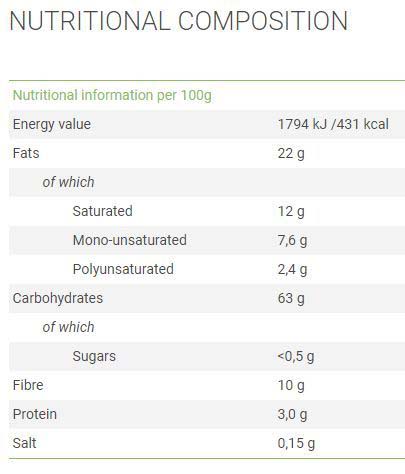 NUTRITIONAL COMPOSITION
Nutritional information per 100g
Energy value 1794 kJ /431 kcal
Fats 22 g
of which
Saturated 12 g
Mono-unsaturated 7,6 g
Polyunsaturated 2,4 g
Carbohydrates 63 g
of which
Sugars <0,5 g
Fibre 10 g
Protein 3,0 g
Salt 0,15 g